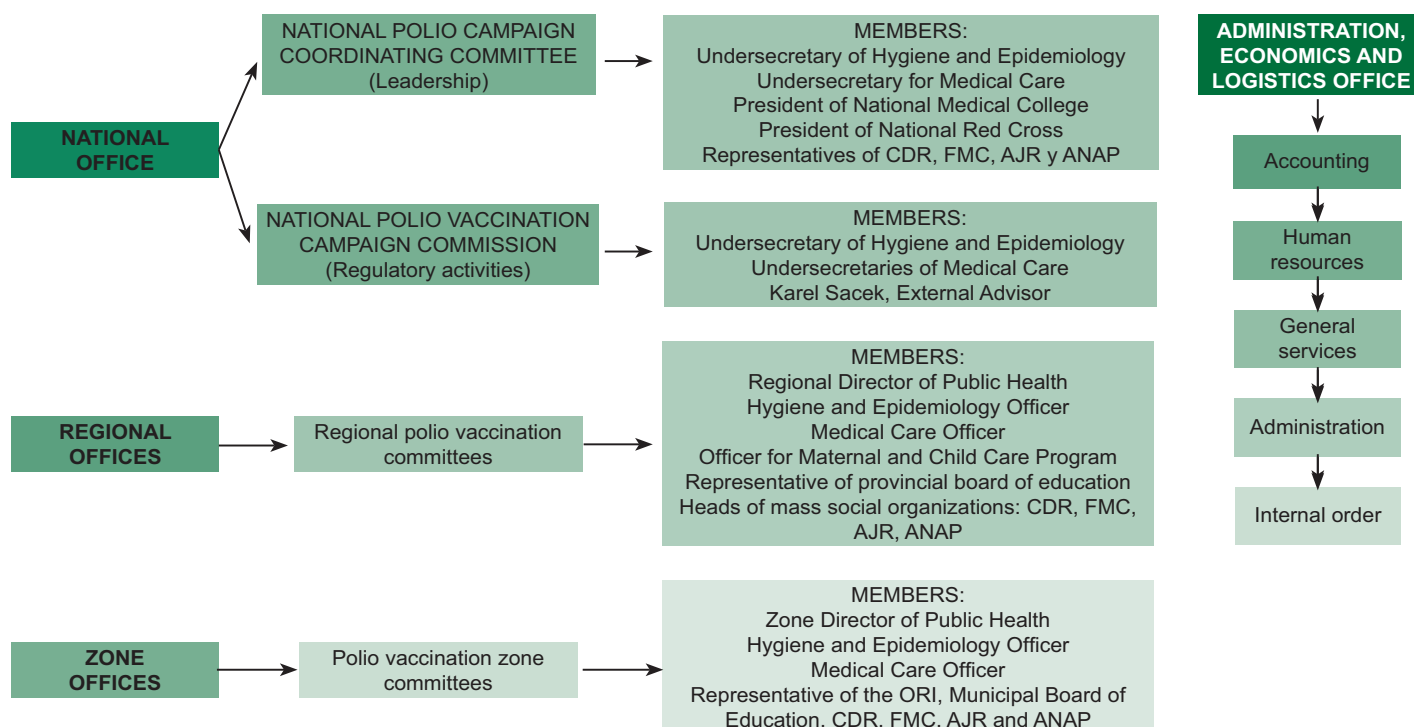 NATIONAL
OFFICE
NATIONAL POLIO CAMPAIGN
COORDINATING COMMITTEE
(Leadership)
MEMBERS:
Undersecretary of Hygiene and Epidemiology
Undersecretary for Medical Care
President of National Medical College
President of National Red Cross
Representatives of CDR, FMC, AJR y ANAP
NATIONAL POLIO VACCINATION
CAMPAIGN COMMISSION
(Regulatory activities)
MEMBERS:
Undersecretary of Hygiene and Epidemiology
Undersecretaries of Medical Care
Karel Sacek, External Advisor
REGIONAL
OFFICES
Regional polio vaccination
committees
MEMBERS:
Regional Director of Public Health
Hygiene and Epidemiology Officer
Medical Care Officer
Officer for Maternal and Child Care Program
Representative of provincial board of education
Heads of mass social organizations: CDR, FMC,
AJR, ANAP
ZONE
OFFICES
Polio vaccination zone
committees
MEMBERS:
Zone Director of Public Health
Hygiene and Epidemiology Officer
Medical Care Officer
Representative of the ORI, Municipal Board of
Education, CDR, FMC, AJR and ANAP
ADMINISTRATION,
ECONOMICS AND
LOGISTICS OFFICE
Accounting
Human
resources
General
services
Administration
Internal order